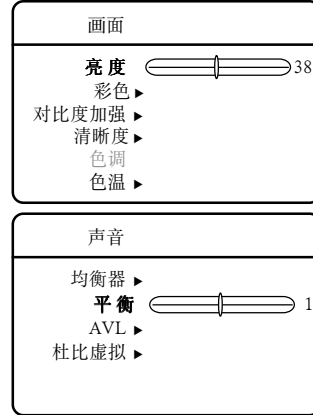 画面
亮度 38
彩色 ▶
对比度加强 ▶
清晰度 ▶
色调
色温 ▶
声音
均衡器 ▶
平衡 1
AVL ▶
杜比虚拟 ▶